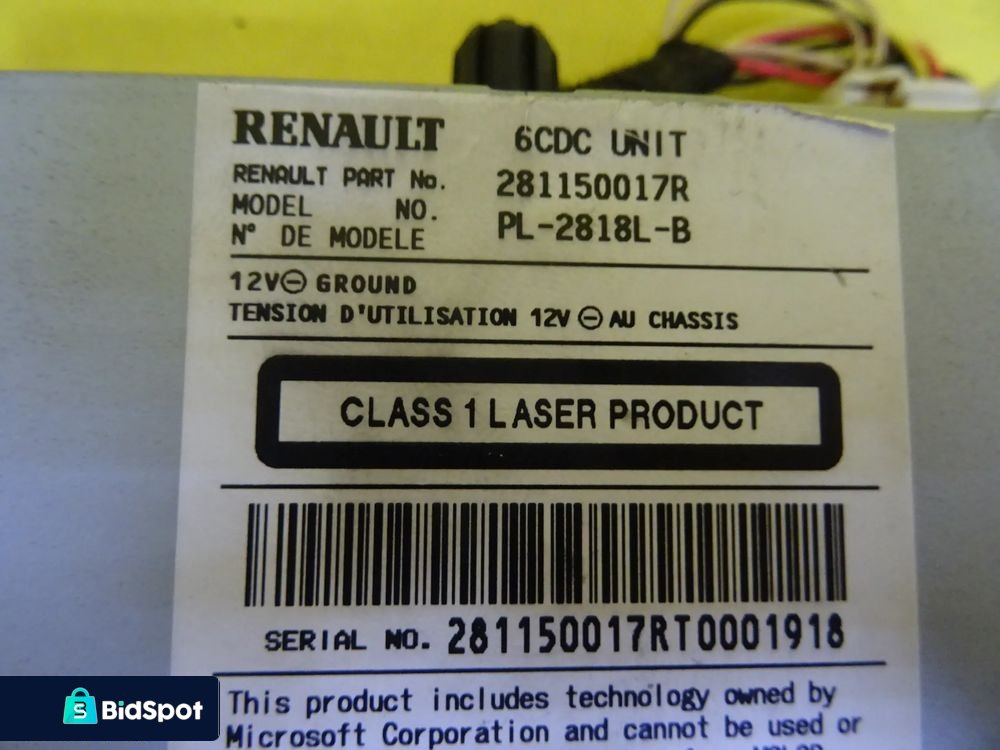 RENAULT 6CDC UNIT
RENAULT PART No. 281150017R
MODEL NO. PL-2818L-B
N° DE MODELE
12V⊖ GROUND
TENSION D'UTILISATION 12V ⊖ AU CHASSIS
CLASS 1 LASER PRODUCT
SERIAL NO. 281150017RT0001918
This product includes technology owned by
Microsoft Corporation and cannot be used or
BidSpot